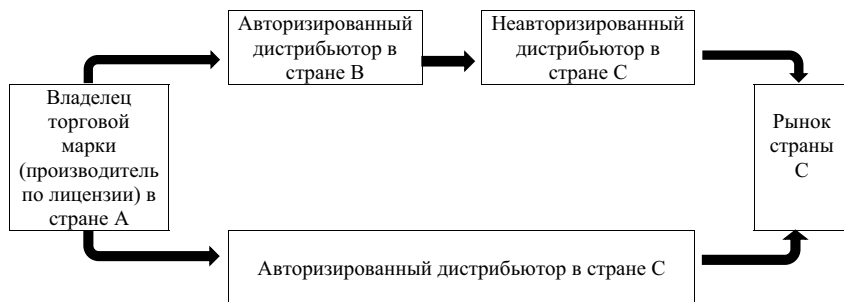 Авторизированный
дистрибьютор в
стране B
Неавторизированный
дистрибьютор в
стране C
Владелец
торговой
марки
(производитель
по лицензии) в
стране A
Рынок
страны
C
Авторизированный дистрибьютор в стране C